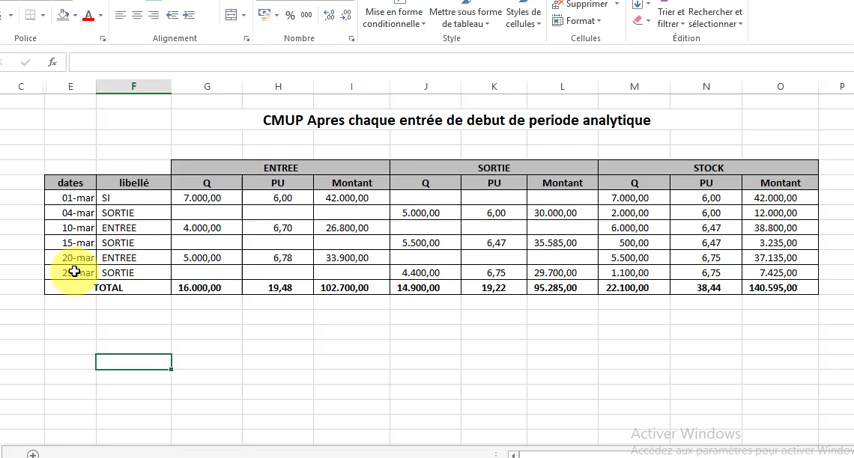 Supprimer
Mise en forme conditionnelle
Mettre sous forme de tableau
Styles de cellules
Format
Trier et filtrer
Rechercher et sélectionner
% 000
Police
Alignement
Nombre
Style
Cellules
Édition
fx
C E F G H I J K L M N O P
CMUP Apres chaque entrée de debut de periode analytique
ENTREE SORTIE STOCK
dates libellé Q PU Montant Q PU Montant Q PU Montant
01-mar SI 7.000,00 6,00 42.000,00 7.000,00 6,00 42.000,00
04-mar SORTIE 5.000,00 6,00 30.000,00 2.000,00 6,00 12.000,00
10-mar ENTREE 4.000,00 6,70 26.800,00 6.000,00 6,47 38.800,00
15-mar SORTIE 5.500,00 6,47 35.585,00 500,00 6,47 3.235,00
20-mar ENTREE 5.000,00 6,78 33.900,00 5.500,00 6,75 37.135,00
SORTIE 4.400,00 6,75 29.700,00 1.100,00 6,75 7.425,00
TOTAL 16.000,00 19,48 102.700,00 14.900,00 19,22 95.285,00 22.100,00 38,44 140.595,00
Activer Windows
Accédez aux paramètres pour activer Window